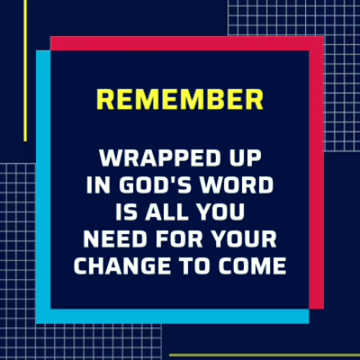 REMEMBER
WRAPPED UP
IN GOD'S WORD
IS ALL YOU
NEED FOR YOUR
CHANGE TO COME